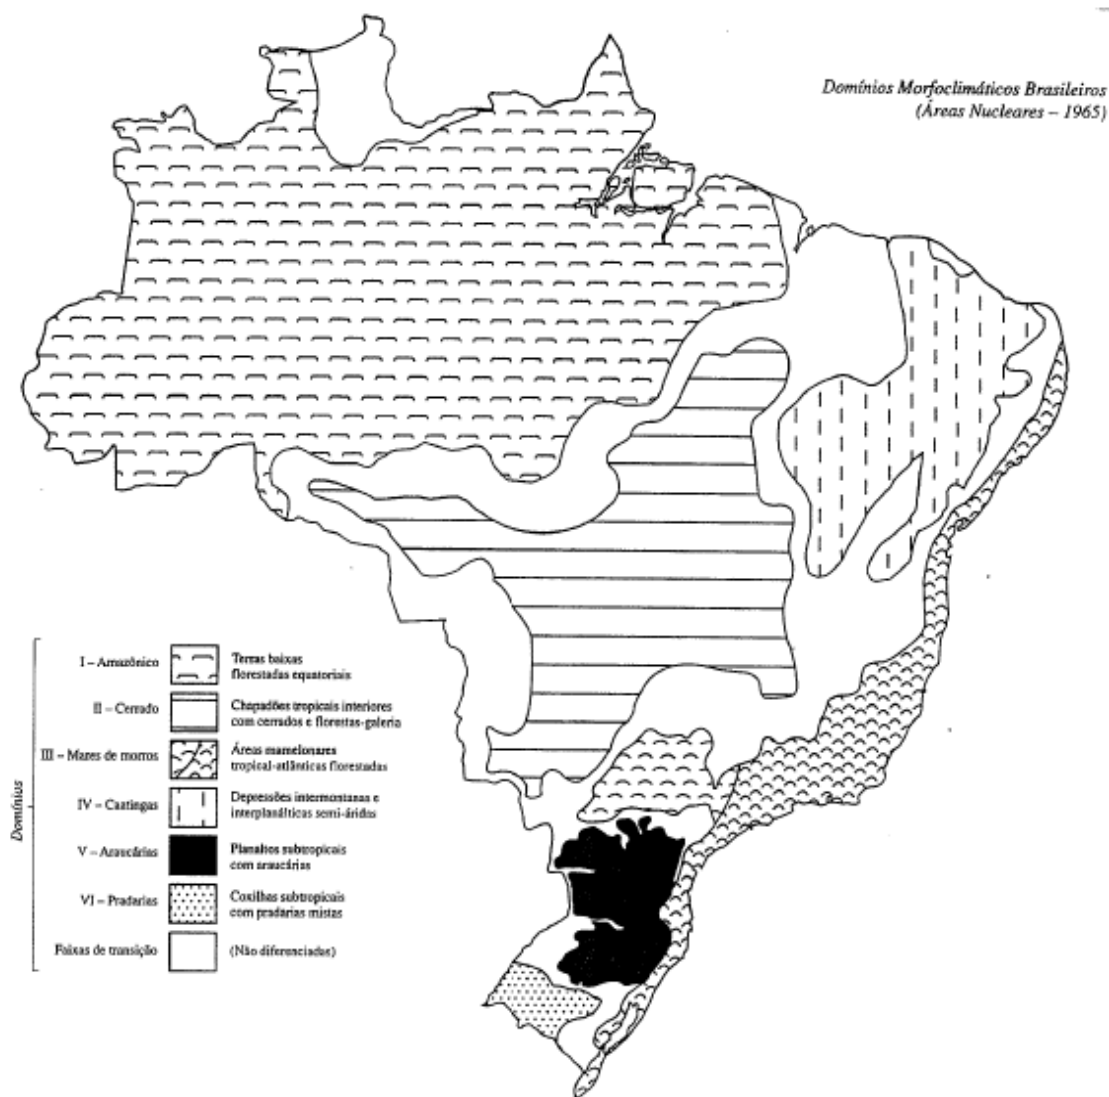 Domínios Morfoclimáticos Brasileiros
(Áreas Nucleares – 1965)
Domínios
I – Amazônico
Terras baixas
florestadas equatoriais
II – Cerrado
Chapadões tropicais interiores
com cerrados e florestas-galeria
III – Mares de morros
Áreas mamelonares
tropical-atlânticas florestadas
IV – Caatingas
Depressões intermontanas e
interplanálticas semi-áridas
V – Araucárias
Planaltos subtropicais
com araucárias
VI – Pradarias
Coxilhas subtropicais
com pradarias mistas
Faixas de transição
(Não diferenciadas)